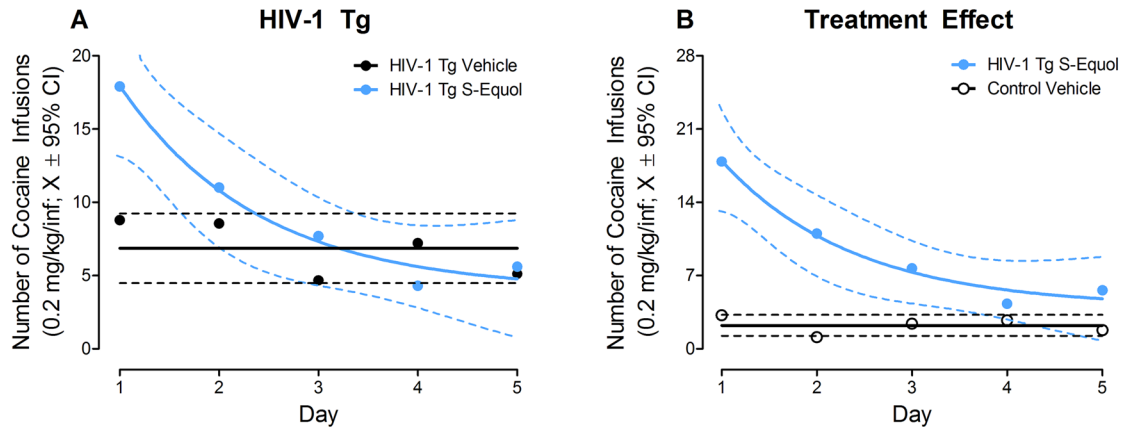 A
HIV-1 Tg
Number of Cocaine Infusions
(0.2 mg/kg/inf; X ± 95% CI)
20
15
10
5
0
HIV-1 Tg Vehicle
HIV-1 Tg S-Equol
1 2 3 4 5
Day
B
Treatment Effect
Number of Cocaine Infusions
(0.2 mg/kg/inf; X ± 95% CI)
28
21
14
7
0
HIV-1 Tg S-Equol
Control Vehicle
1 2 3 4 5
Day